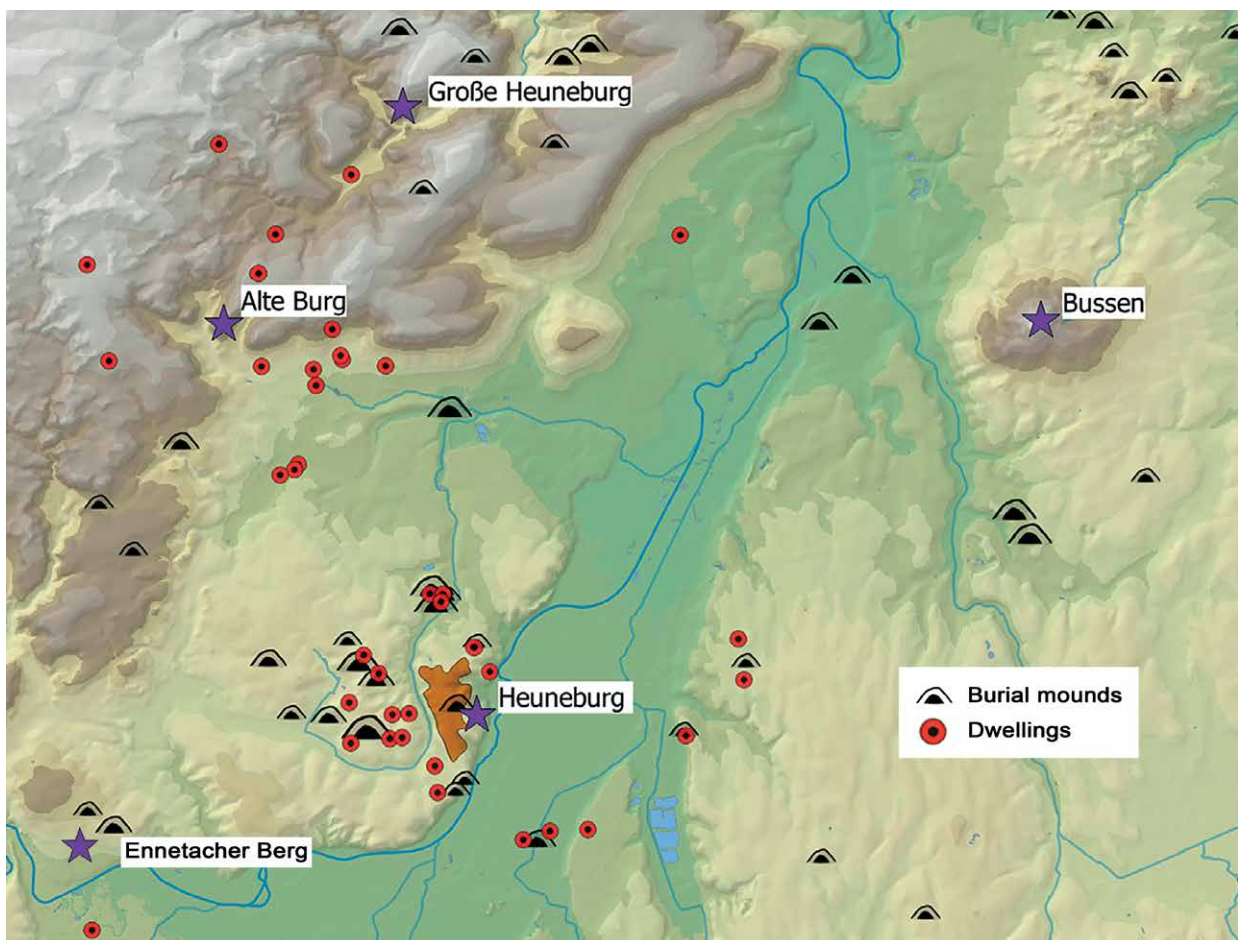 Große Heuneburg
Alte Burg
Bussen
Heuneburg
Burial mounds
Dwellings
Ennetacher Berg